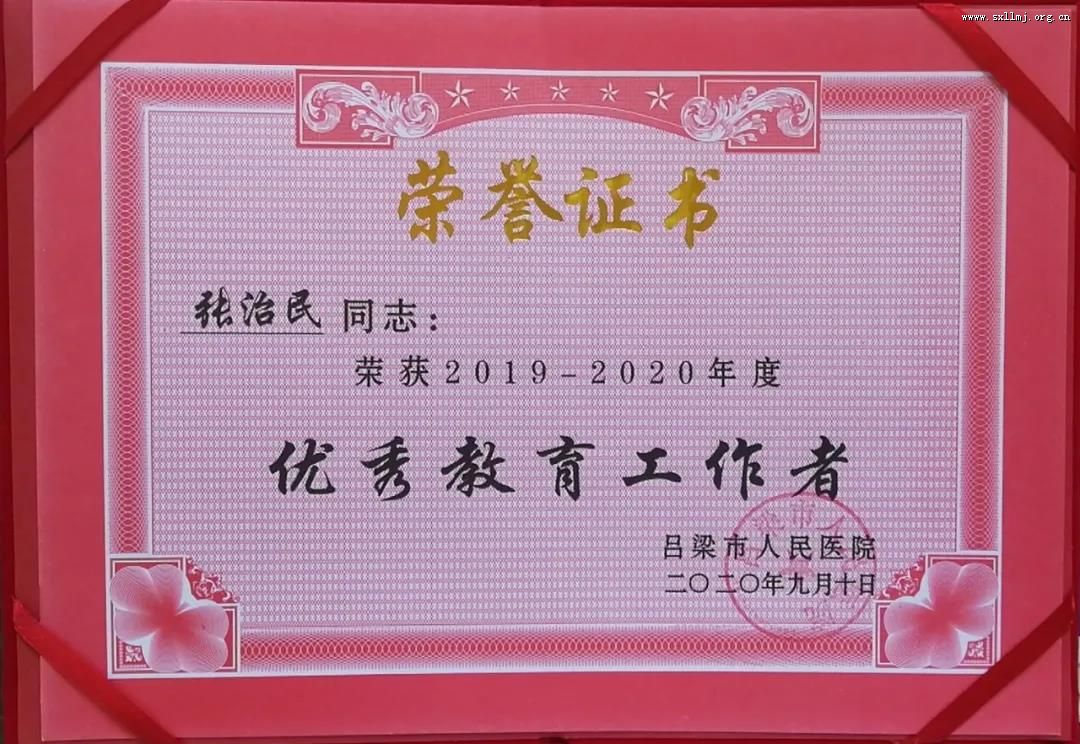 www.sxllmj.org.cn
荣誉证书
张治民 同志：
荣获2019-2020年度
优秀教育工作者
吕梁市人民医院
二〇二〇年九月十日